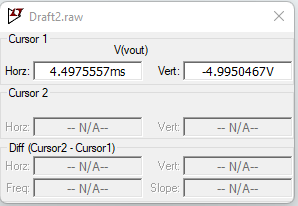 Draft2.raw
Cursor 1
V(vout)
Horz: 4.4975557ms Vert: -4.9950467V
Cursor 2
Horz: -- N/A-- Vert: -- N/A--
Diff (Cursor2 - Cursor1)
Horz: -- N/A-- Vert: -- N/A--
Freq: -- N/A-- Slope: -- N/A--